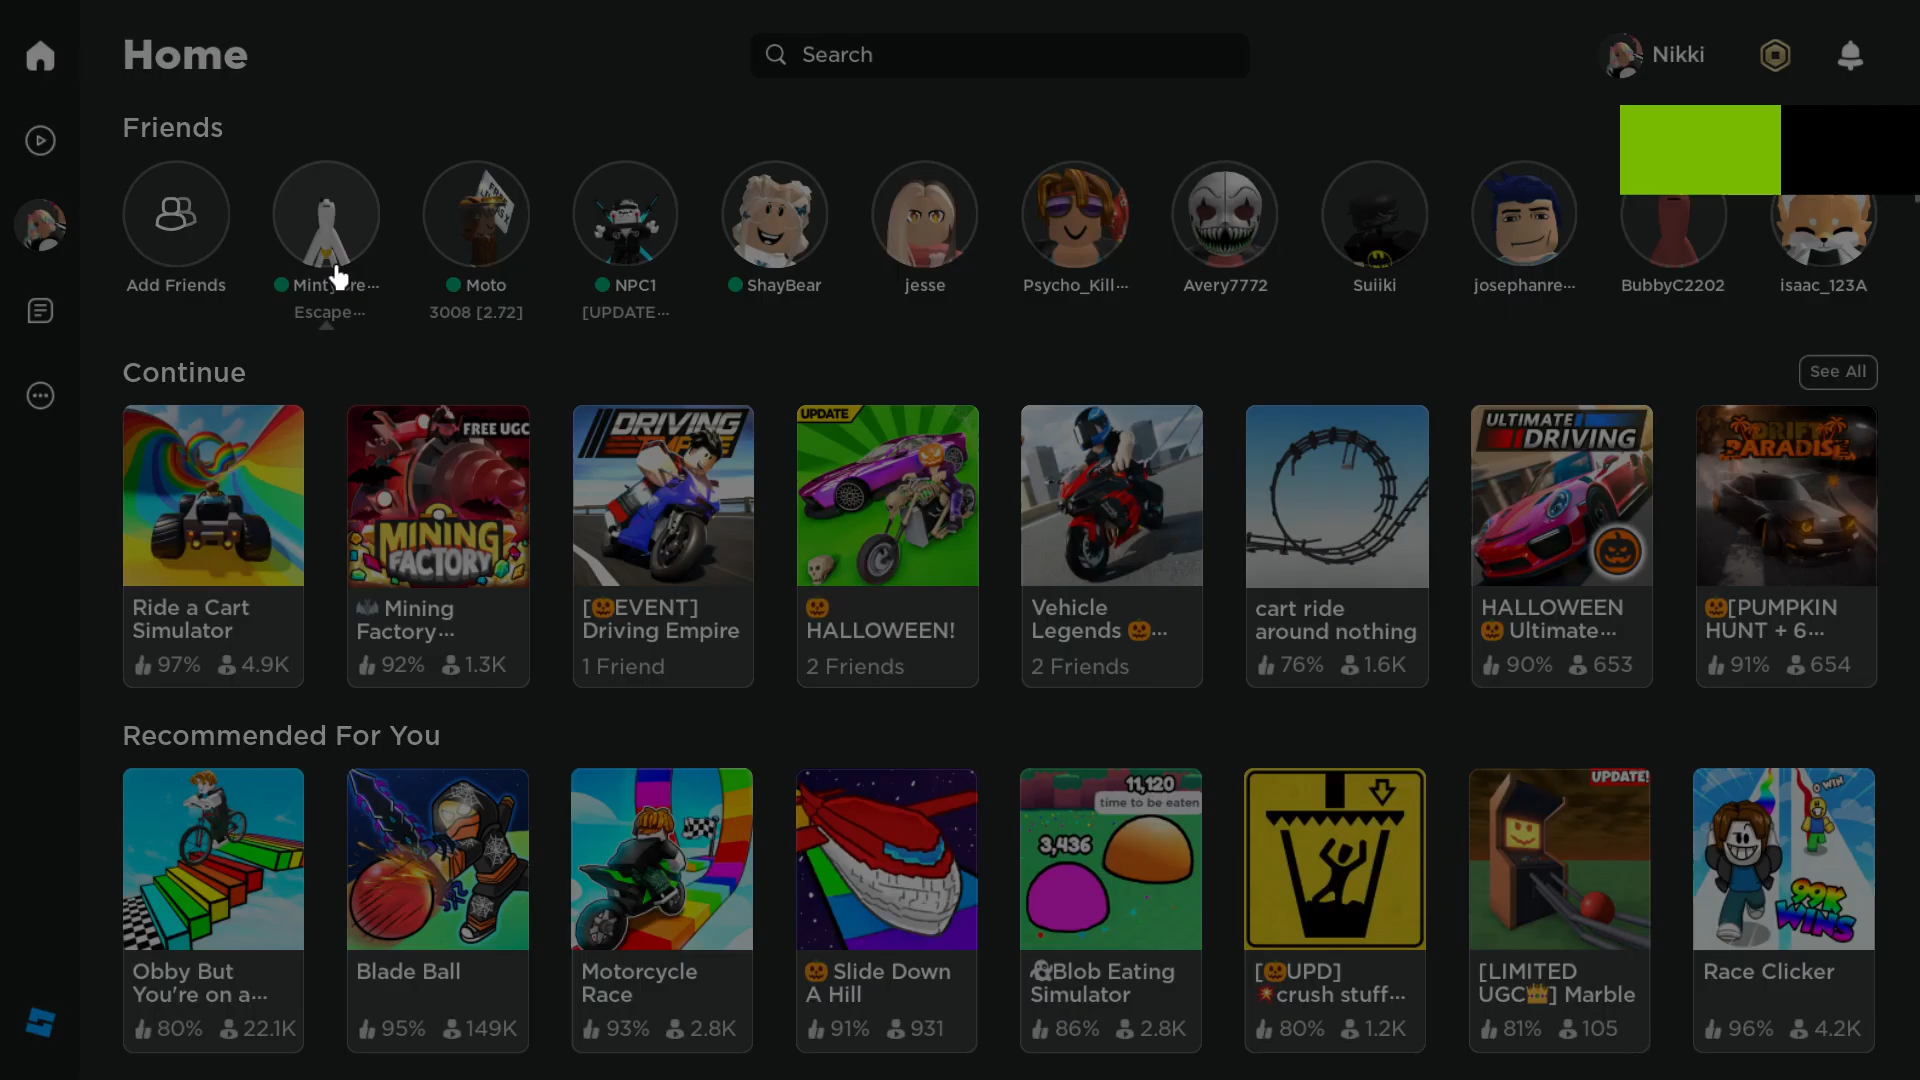 Home
Search
Nikki
Friends
Add Friends
Escape···
Moto
3008 [2.72]
NPC1
[UPDATE···
ShayBear
jesse
Psycho_Kill···
Avery7772
Suiiki
josephanre···
BubbyC2202
isaac_123A
Continue
See All
FREE UGC
MINING
FACTORY
DRIVING
UPDATE
ULTIMATE
DRIVING
DRIFT
PARADISE
Ride a Cart
Simulator
97% 4.9K
🦇 Mining
Factory···
92% 1.3K
[🎃EVENT]
Driving Empire
1 Friend
🎃
HALLOWEEN!
2 Friends
Vehicle
Legends 🎃···
2 Friends
cart ride
around nothing
76% 1.6K
HALLOWEEN
🎃 Ultimate···
90% 653
🎃[PUMPKIN
HUNT + 6···
91% 654
Recommended For You
11,120
time to be eaten
3,436
UPDATE!
0 WIN
99K
WINS
Obby But
You're on a···
80% 22.1K
Blade Ball
95% 149K
Motorcycle
Race
93% 2.8K
🎃 Slide Down
A Hill
91% 931
👻Blob Eating
Simulator
86% 2.8K
[🎃UPD]
💥crush stuff···
80% 1.2K
[LIMITED
UGC👑] Marble
81% 105
Race Clicker
96% 4.2K